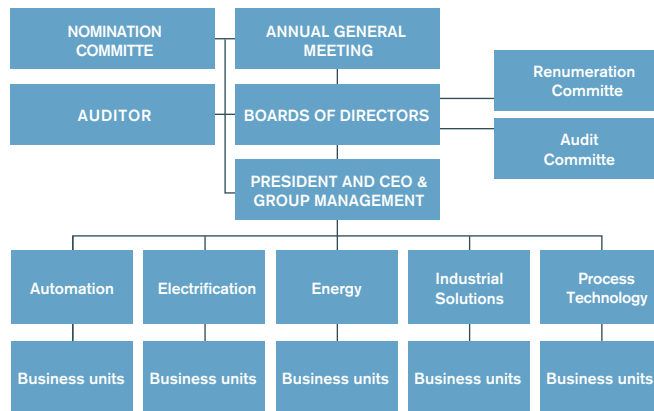 NOMINATION
COMMITTE
ANNUAL GENERAL
MEETING
Renumeration
Committe
AUDITOR
BOARDS OF DIRECTORS
Audit
Committe
PRESIDENT AND CEO &
GROUP MANAGEMENT
Automation
Electrification
Energy
Industrial
Solutions
Process
Technology
Business units
Business units
Business units
Business units
Business units